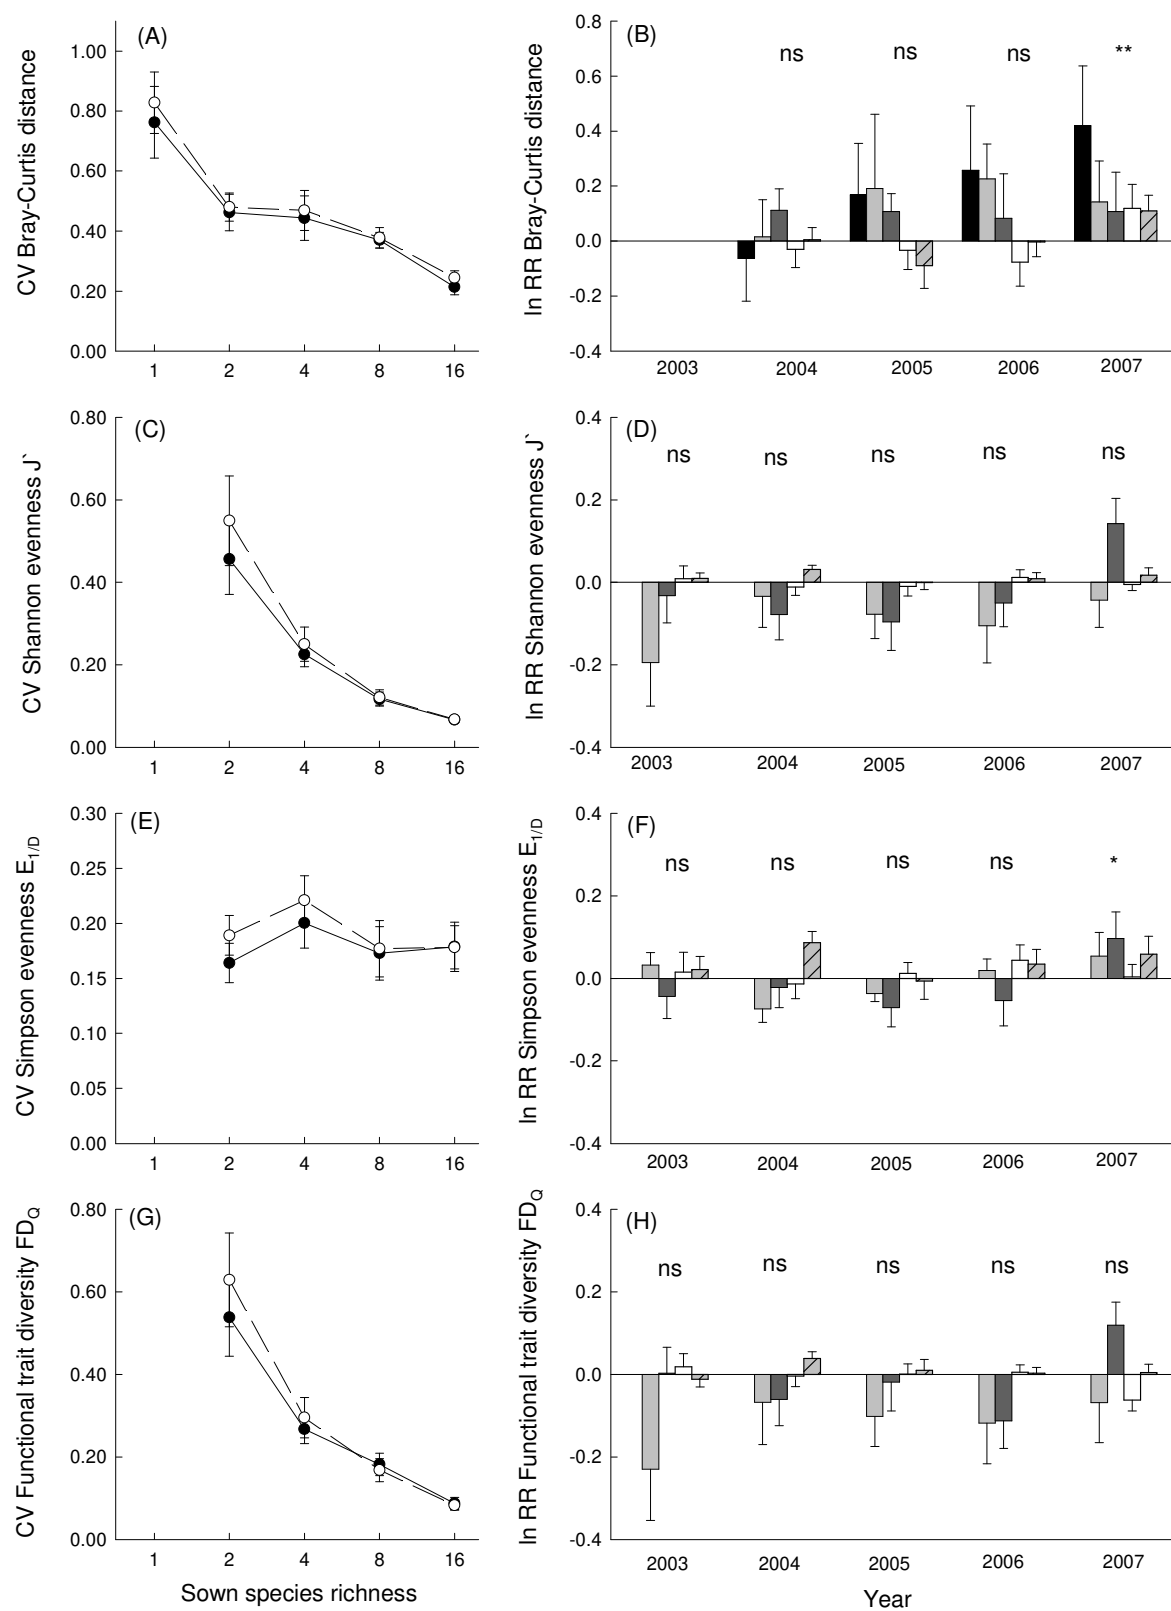 (A)
CV Bray-Curtis distance
1.00
0.80
0.60
0.40
0.20
0.00
1 2 4 8 16
(B)
ln RR Bray-Curtis distance
0.8
0.6
0.4
0.2
0.0
-0.2
-0.4
ns ns ns **
2003 2004 2005 2006 2007
(C)
CV Shannon evenness J`
0.80
0.60
0.40
0.20
0.00
1 2 4 8 16
(D)
ln RR Shannon evenness J`
0.4
0.2
0.0
-0.2
-0.4
ns ns ns ns ns
2003 2004 2005 2006 2007
(E)
CV Simpson evenness E1/D
0.30
0.25
0.20
0.15
0.10
0.05
0.00
1 2 4 8 16
(F)
ln RR Simpson evenness E1/D
0.4
0.2
0.0
-0.2
-0.4
ns ns ns ns *
2003 2004 2005 2006 2007
(G)
CV Functional trait diversity FDQ
0.80
0.60
0.40
0.20
0.00
1 2 4 8 16
Sown species richness
(H)
ln RR Functional trait diversity FDQ
0.4
0.2
0.0
-0.2
-0.4
ns ns ns ns ns
2003 2004 2005 2006 2007
Year